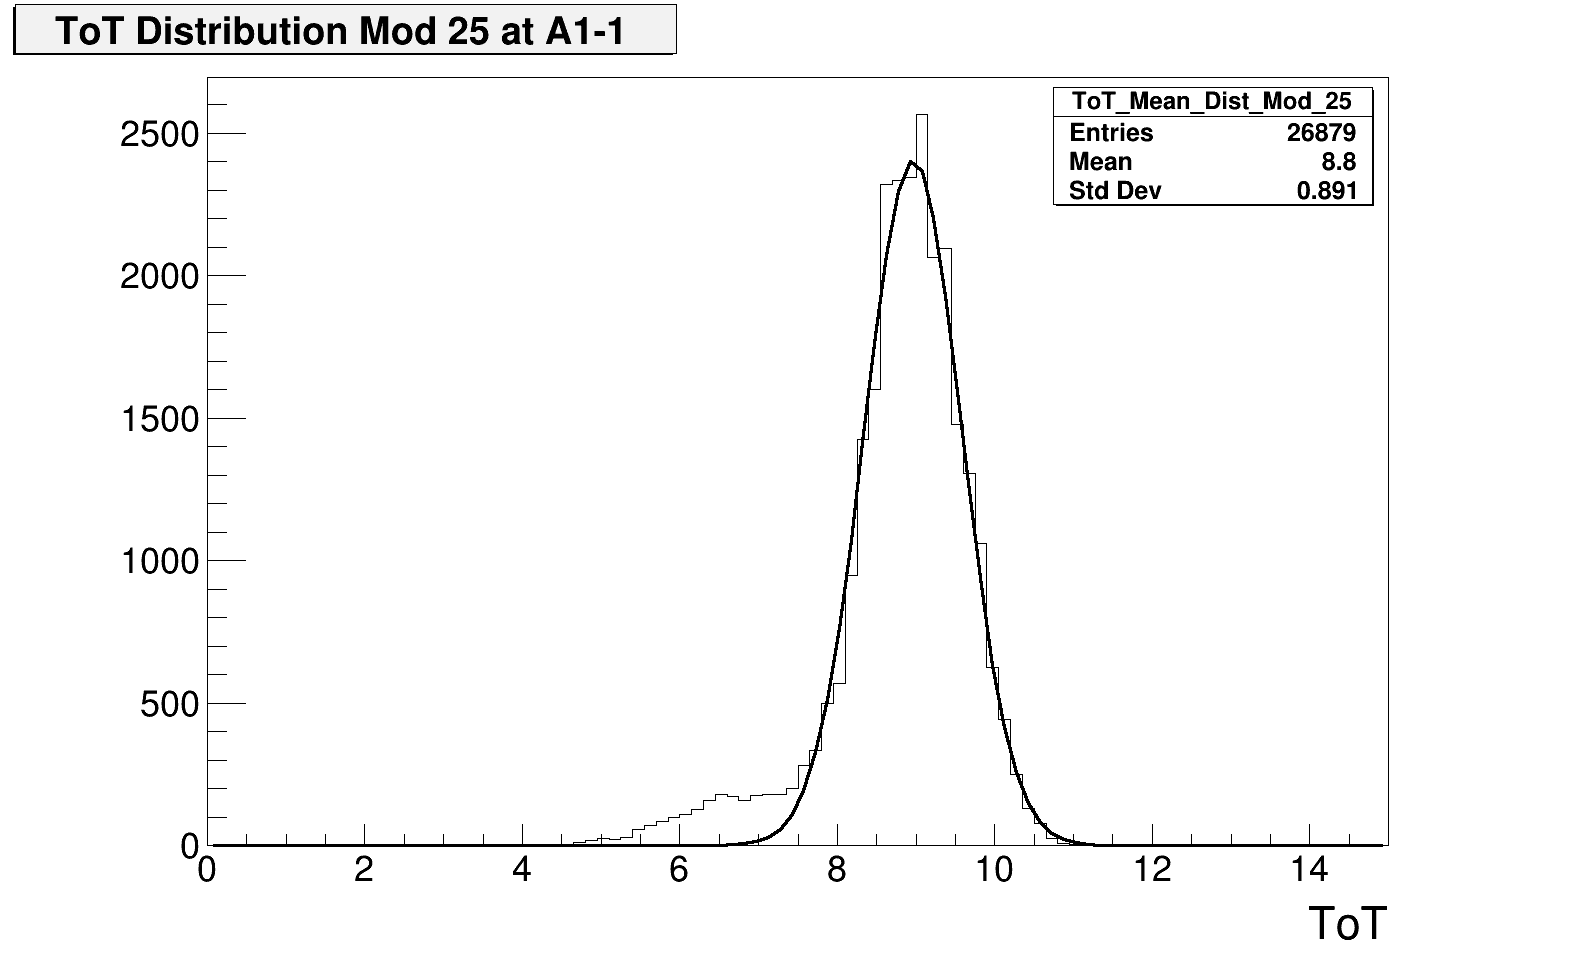 ToT Distribution Mod 25 at A1-1
ToT_Mean_Dist_Mod_25
Entries 26879
Mean 8.8
Std Dev 0.891
2500
2000
1500
1000
500
0
0 2 4 6 8 10 12 14
ToT